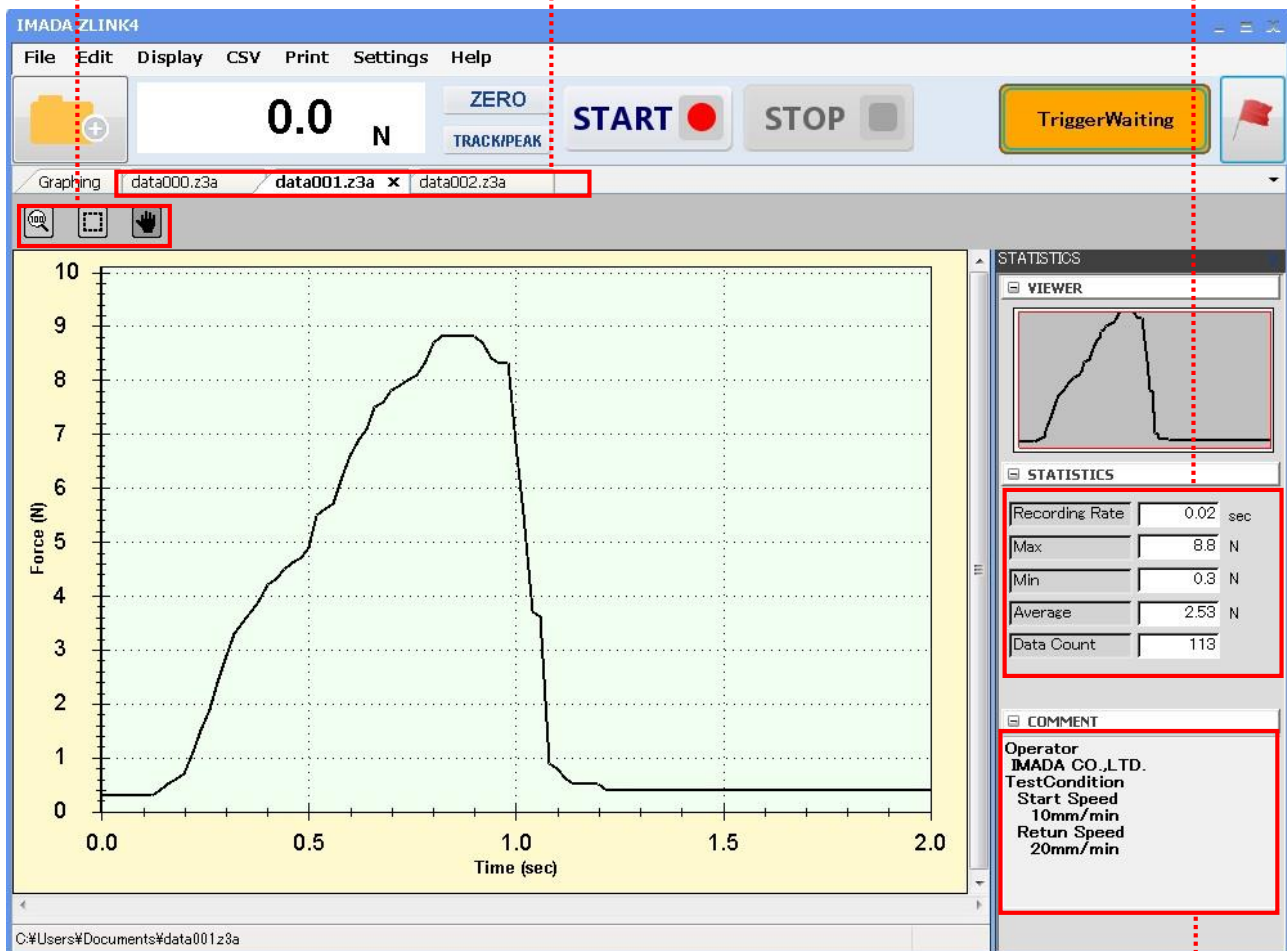 IMADA ZLINK4
File Edit Display CSV Print Settings Help
0.0 N
ZERO
TRACK/PEAK
START
STOP
TriggerWaiting
Graphing data000.z3a data001.z3a × data002.z3a
100
STATISTICS
VIEWER
10
9
8
7
6
5
4
3
2
1
0
Force (N)
0.0 0.5 1.0 1.5 2.0
Time (sec)
STATISTICS
Recording Rate 0.02 sec
Max 8.8 N
Min 0.3 N
Average 2.53 N
Data Count 113
COMMENT
Operator
IMADA CO.,LTD.
TestCondition
Start Speed
10mm/min
Retun Speed
20mm/min
C:¥Users¥Documents¥data001z3a